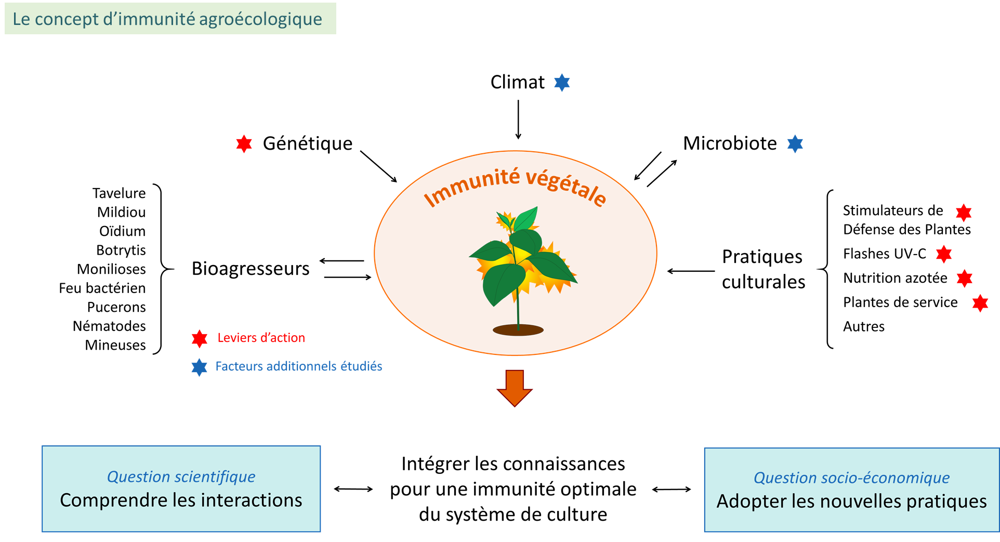 Le concept d’immunité agroécologique
Climat
Génétique
Microbiote
Immunité végétale
Tavelure
Mildiou
Oïdium
Botrytis
Monilioses
Feu bactérien
Pucerons
Nématodes
Mineuses
Bioagresseurs
Pratiques
culturales
Stimulateurs de
Défense des Plantes
Flashes UV-C
Nutrition azotée
Plantes de service
Autres
Leviers d’action
Facteurs additionnels étudiés
Question scientifique
Comprendre les interactions
Intégrer les connaissances
pour une immunité optimale
du système de culture
Question socio-économique
Adopter les nouvelles pratiques